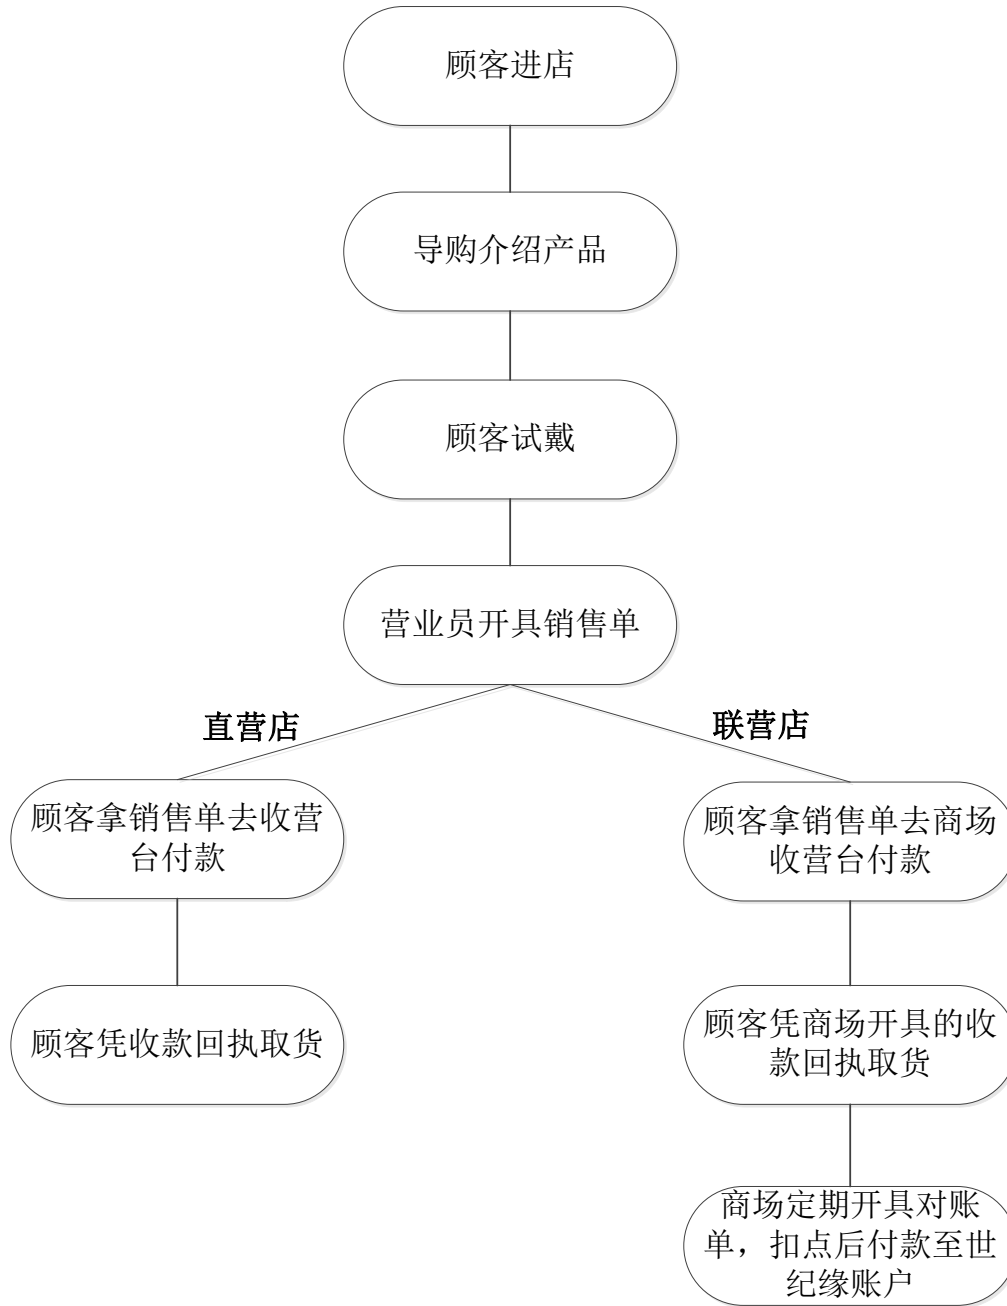 顾客进店
导购介绍产品
顾客试戴
营业员开具销售单
直营店
联营店
顾客拿销售单去收营
台付款
顾客拿销售单去商场
收营台付款
顾客凭收款回执取货
顾客凭商场开具的收
款回执取货
商场定期开具对账
单，扣点后付款至世
纪缘账户